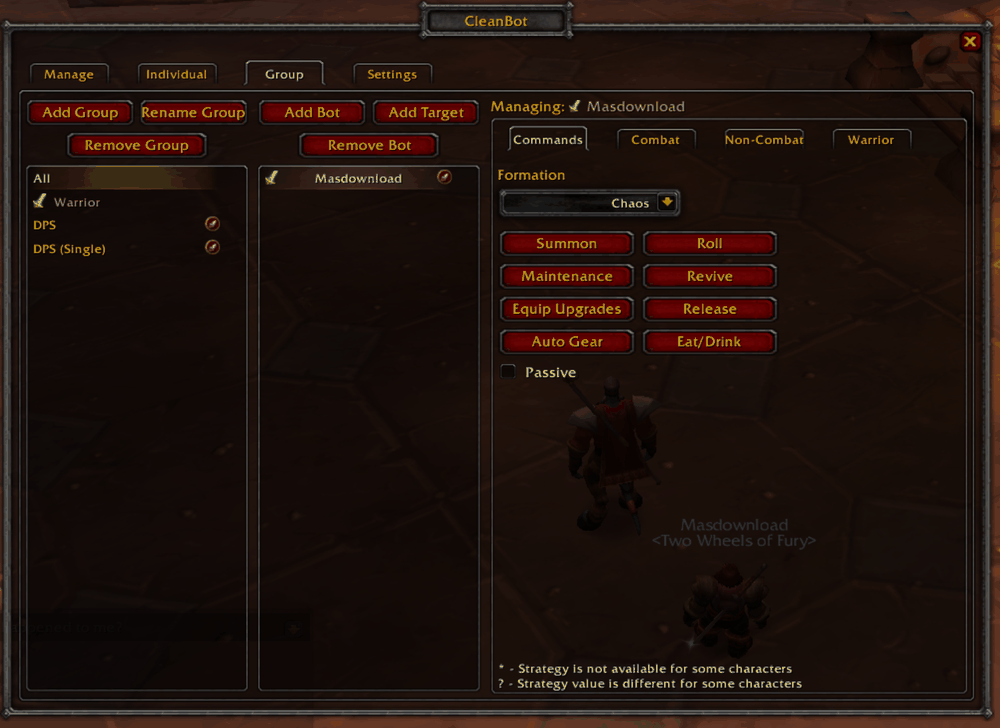 CleanBot
Manage Individual Group Settings
Add Group Rename Group Add Bot Add Target
Remove Group Remove Bot
Managing: Masdownload
Commands Combat Non-Combat Warrior
All
Warrior
DPS
DPS (Single)
Masdownload
Formation
Chaos
Summon Roll
Maintenance Revive
Equip Upgrades Release
Auto Gear Eat/Drink
Passive
Masdownload
<Two Wheels of Fury>
* - Strategy is not available for some characters
? - Strategy value is different for some characters